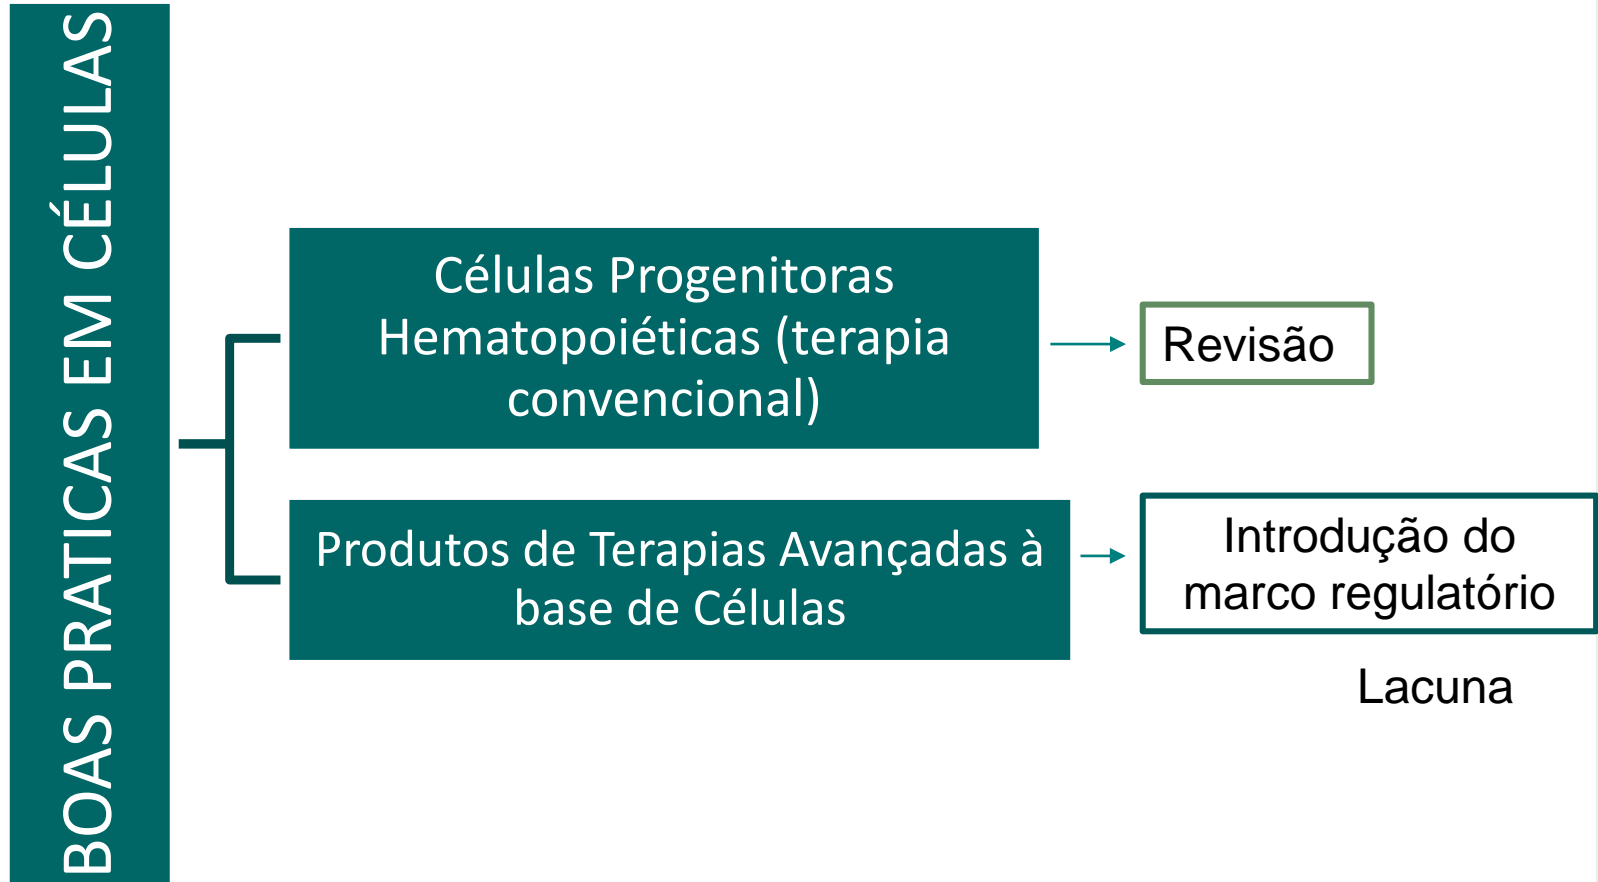 BOAS PRATICAS EM CÉLULAS
Células Progenitoras
Hematopoiéticas (terapia
convencional)
Revisão
Produtos de Terapias Avançadas à
base de Células
Introdução do
marco regulatório
Lacuna